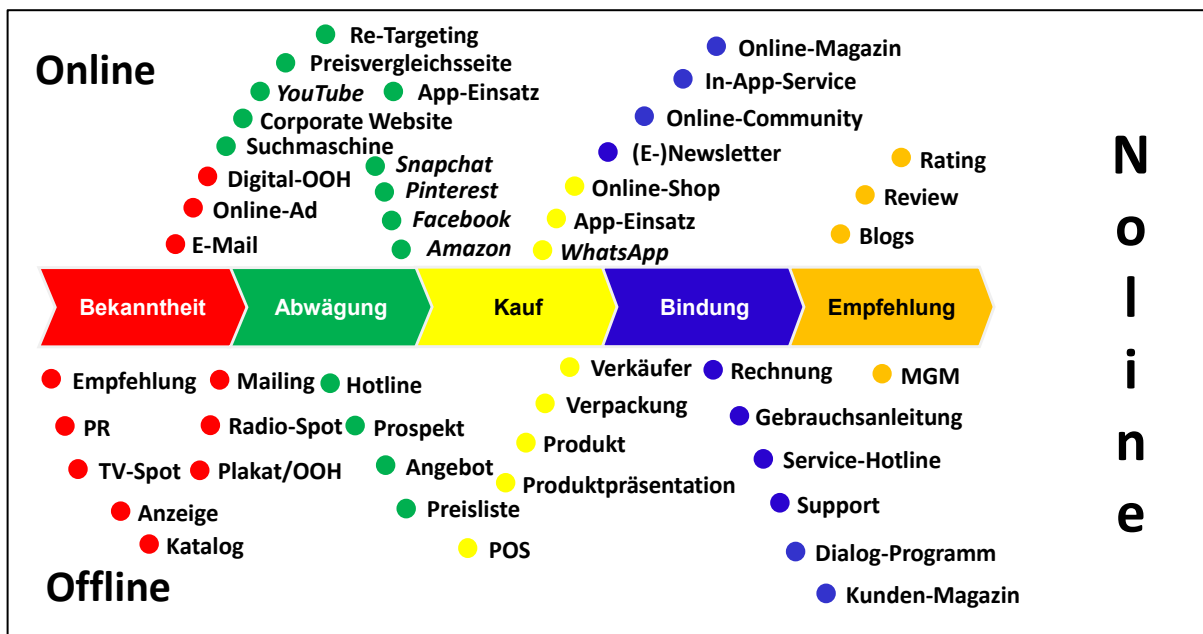 Online
Re-Targeting
Preisvergleichsseite
YouTube
App-Einsatz
Corporate Website
Suchmaschine
Digital-OOH
Online-Ad
E-Mail
Snapchat
Pinterest
Facebook
Amazon
Online-Magazin
In-App-Service
Online-Community
(E-)Newsletter
Online-Shop
App-Einsatz
WhatsApp
Rating
Review
Blogs
Bekanntheit
Abwägung
Kauf
Bindung
Empfehlung
Empfehlung
PR
TV-Spot
Anzeige
Katalog
Mailing
Radio-Spot
Plakat/OOH
Hotline
Prospekt
Angebot
Preisliste
Verkäufer
Verpackung
Produkt
Produktpräsentation
POS
Rechnung
Gebrauchsanleitung
Service-Hotline
Support
Dialog-Programm
Kunden-Magazin
MGM
Offline
N
o
l
i
n
e